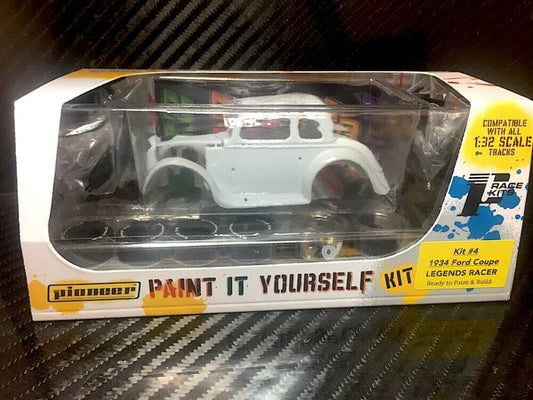 COMPATIBLE
WITH ALL
1:32 SCALE
TRACKS
RACE
KIT
Kit #4
1934 Ford Coupe
LEGENDS RACER
Ready to Paint & Build
pioneer
PAINT IT YOURSELF KIT